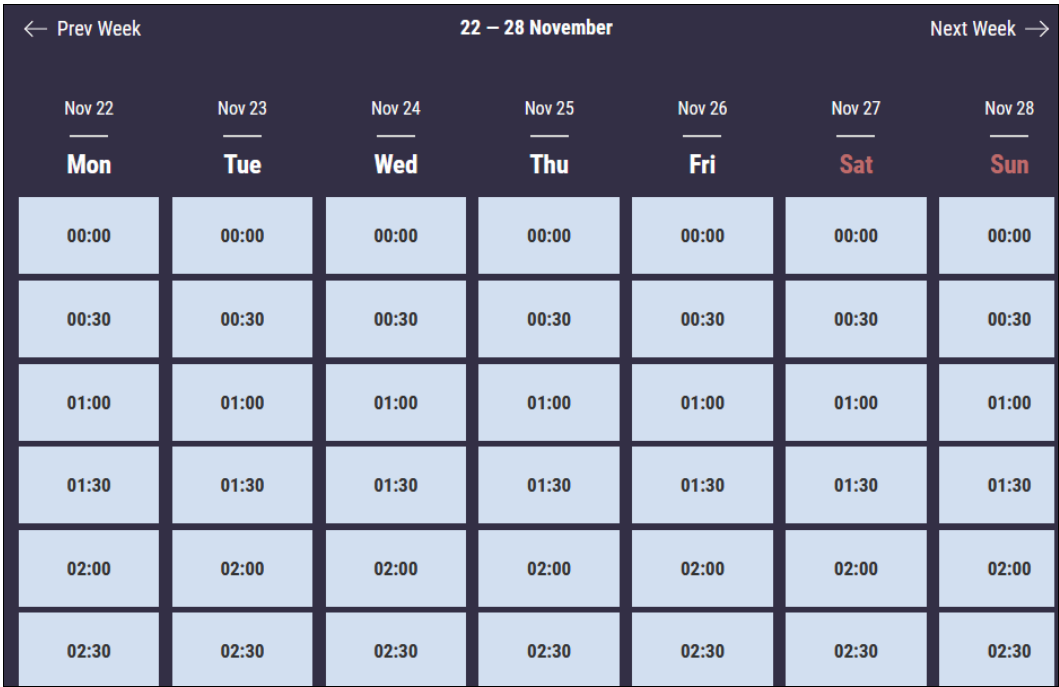 ← Prev Week 22 – 28 November Next Week →
Nov 22 Nov 23 Nov 24 Nov 25 Nov 26 Nov 27 Nov 28
Mon Tue Wed Thu Fri Sat Sun
00:00 00:00 00:00 00:00 00:00 00:00 00:00
00:30 00:30 00:30 00:30 00:30 00:30 00:30
01:00 01:00 01:00 01:00 01:00 01:00 01:00
01:30 01:30 01:30 01:30 01:30 01:30 01:30
02:00 02:00 02:00 02:00 02:00 02:00 02:00
02:30 02:30 02:30 02:30 02:30 02:30 02:30